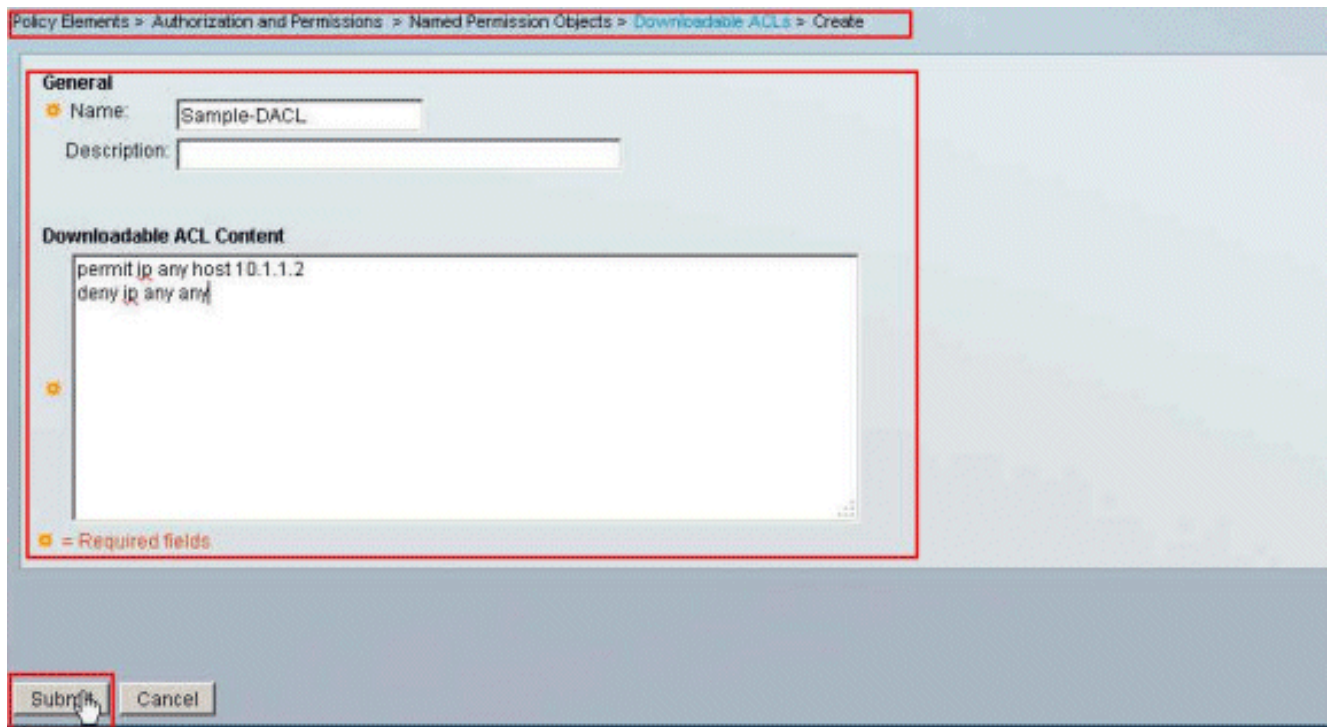 Policy Elements > Authorization and Permissions > Named Permission Objects > Downloadable ACLs > Create
General
Name: Sample-DACL
Description:
Downloadable ACL Content
permit ip any host 10.1.1.2
deny ip any any
= Required fields
Submit Cancel